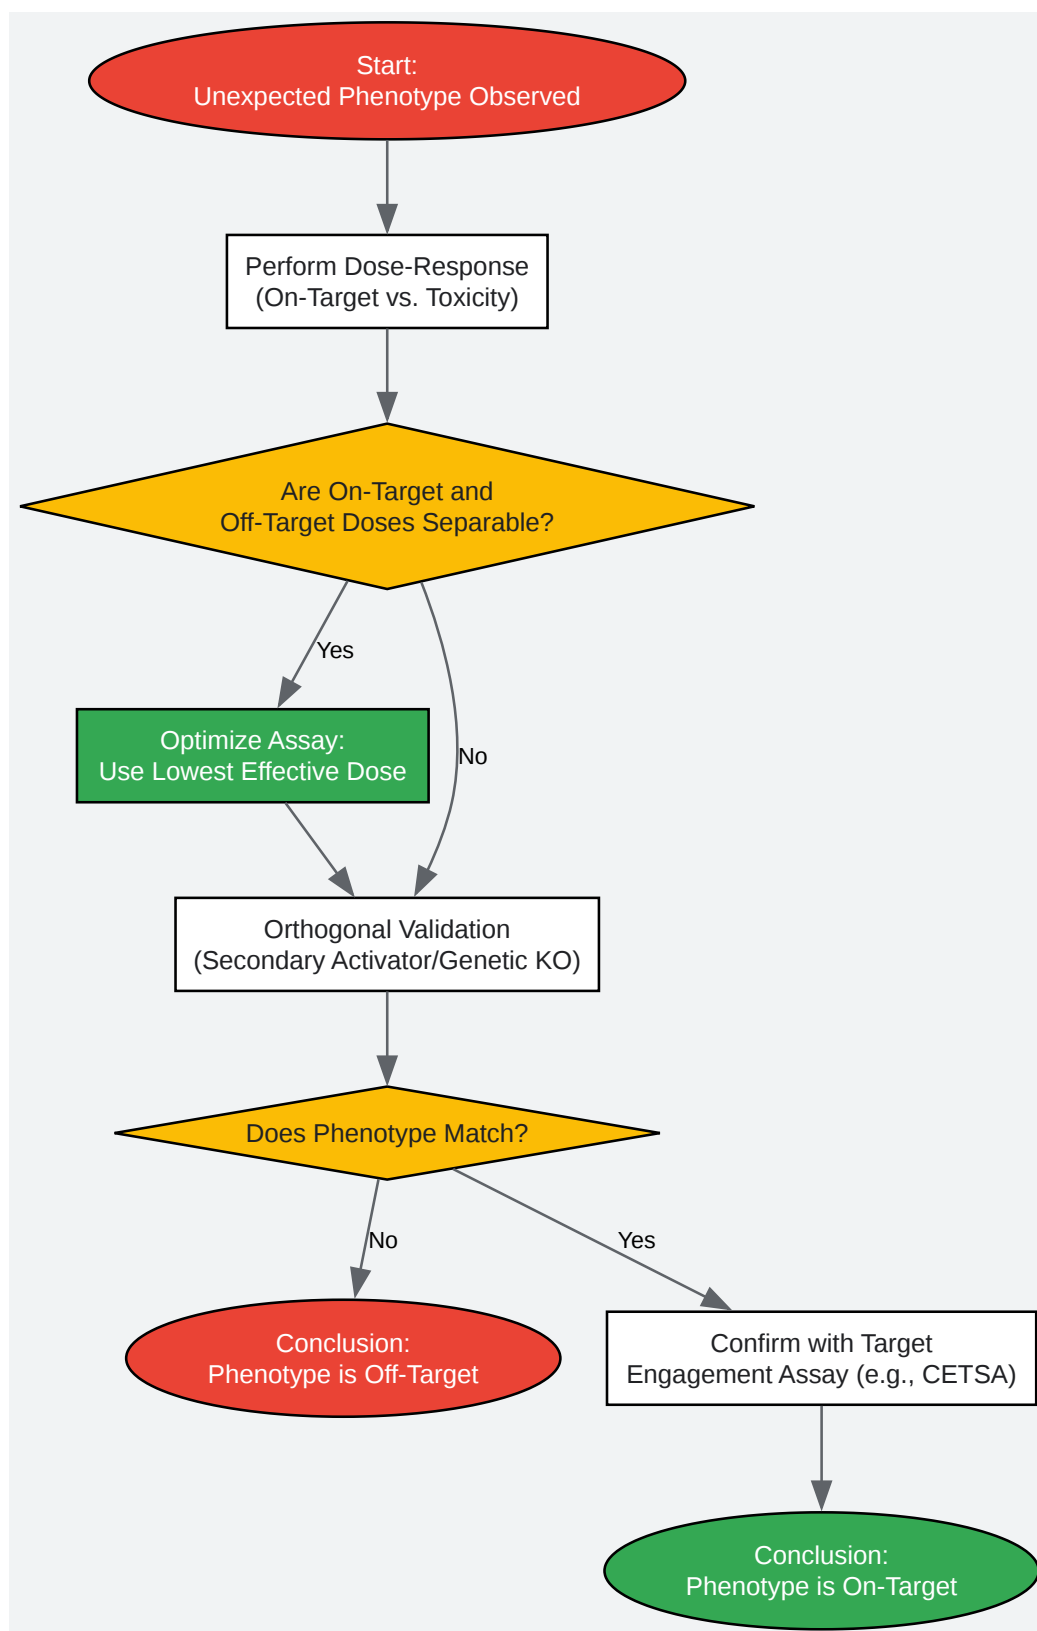 Start:
Unexpected Phenotype Observed
Perform Dose-Response
(On-Target vs. Toxicity)
Are On-Target and
Off-Target Doses Separable?
Yes
Optimize Assay:
Use Lowest Effective Dose
No
Orthogonal Validation
(Secondary Activator/Genetic KO)
Does Phenotype Match?
No
Yes
Conclusion:
Phenotype is Off-Target
Confirm with Target
Engagement Assay (e.g., CETSA)
Conclusion:
Phenotype is On-Target